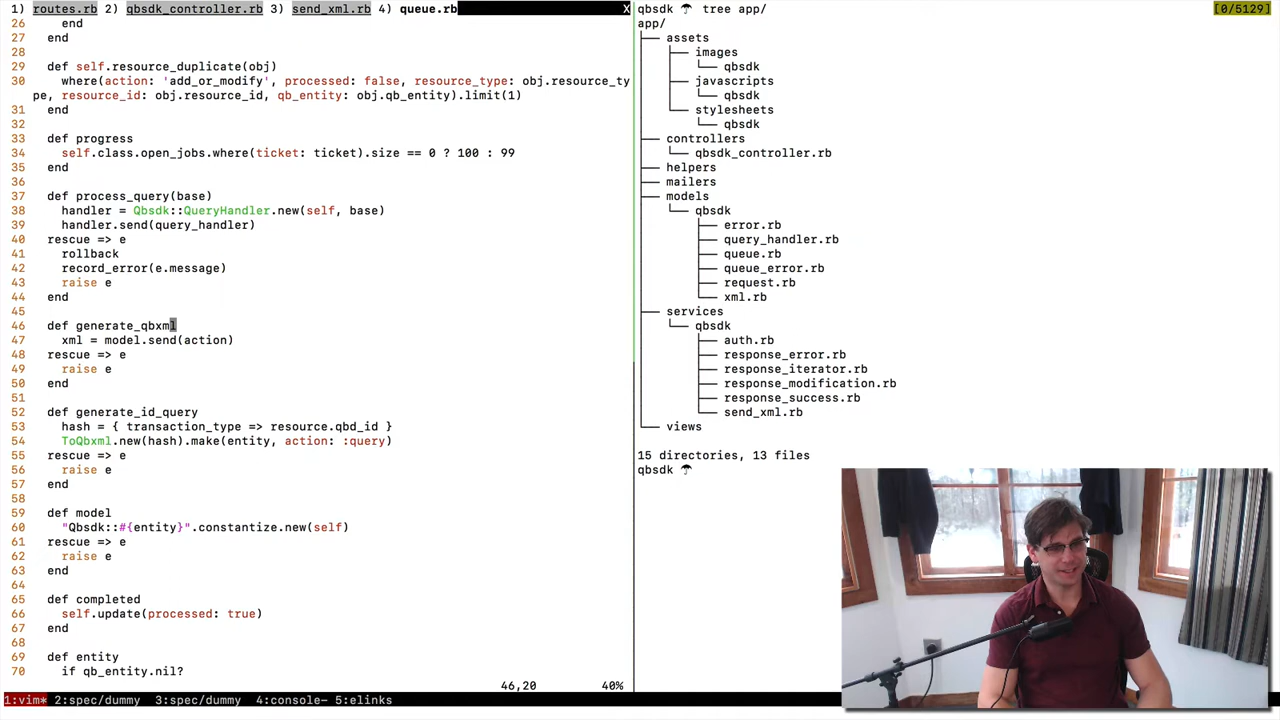 1) routes.rb 2) qbsdk_controller.rb 3) send_xml.rb 4) queue.rb X
26 end
27 end
28
29 def self.resource_duplicate(obj)
30 where(action: 'add_or_modify', processed: false, resource_type: obj.resource_ty
pe, resource_id: obj.resource_id, qb_entity: obj.qb_entity).limit(1)
31 end
32
33 def progress
34 self.class.open_jobs.where(ticket: ticket).size == 0 ? 100 : 99
35 end
36
37 def process_query(base)
38 handler = Qbsdk::QueryHandler.new(self, base)
39 handler.send(query_handler)
40 rescue => e
41 rollback
42 record_error(e.message)
43 raise e
44 end
45
46 def generate_qbxml
47 xml = model.send(action)
48 rescue => e
49 raise e
50 end
51
52 def generate_id_query
53 hash = { transaction_type => resource.qbd_id }
54 ToQbxml.new(hash).make(entity, action: :query)
55 rescue => e
56 raise e
57 end
58
59 def model
60 "Qbsdk::#{entity}".constantize.new(self)
61 rescue => e
62 raise e
63 end
64
65 def completed
66 self.update(processed: true)
67 end
68
69 def entity
70 if qb_entity.nil?
46,20 40%
qbsdk ☂ tree app/ [0/5129]
app/
├── assets
│   ├── images
│   │   └── qbsdk
│   ├── javascripts
│   │   └── qbsdk
│   └── stylesheets
│       └── qbsdk
├── controllers
│   └── qbsdk_controller.rb
├── helpers
├── mailers
├── models
│   └── qbsdk
│       ├── error.rb
│       ├── query_handler.rb
│       ├── queue.rb
│       ├── queue_error.rb
│       ├── request.rb
│       └── xml.rb
├── services
│   └── qbsdk
│       ├── auth.rb
│       ├── response_error.rb
│       ├── response_iterator.rb
│       ├── response_modification.rb
│       ├── response_success.rb
│       └── send_xml.rb
└── views
15 directories, 13 files
qbsdk ☂
1:vim* 2:spec/dummy 3:spec/dummy 4:console- 5:elinks